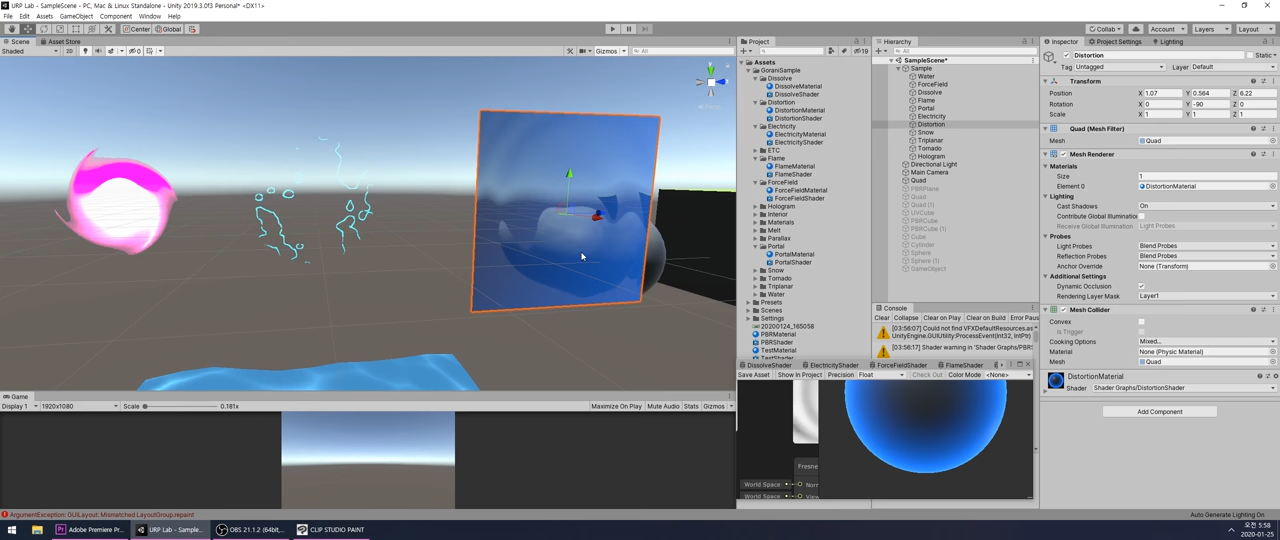 URP Lab - SampleScene - PC, Mac & Linux Standalone - Unity 2019.3.0f3 Personal* <DX11>
File Edit Assets GameObject Component Window Help
Center Global Collab Account Layers Layout
Scene Asset Store
Shaded 2D Gizmos All
Project
19
Assets
GoraniSample
Dissolve
DissolveMaterial
DissolveShader
Distortion
DistortionMaterial
DistortionShader
Electricity
ElectricityMaterial
ElectricityShader
ETC
Flame
FlameMaterial
FlameShader
ForceField
ForceFieldMaterial
ForceFieldShader
Hologram
Interior
Materials
Melt
Parallax
Portal
PortalMaterial
PortalShader
Snow
Tornado
Triplanar
Water
Presets
Scenes
Settings
20200124_165058
PBRMaterial
PBRShader
TestMaterial
Hierarchy
All
SampleScene*
Sample
Water
ForceField
Dissolve
Flame
Portal
Electricity
Distortion
Snow
Triplanar
Tornado
Hologram
Directional Light
Main Camera
Quad
PBRPlane
Quad
Quad (1)
UVCube
PBRCube
PBRCube (1)
Cube
Cylinder
Sphere
Sphere (1)
GameObject
Console
Clear Collapse Clear on Play Clear on Build Error Paus
[03:56:07] Could not find VFXDefaultResources.as
UnityEngine.GUIUtility:ProcessEvent(Int32, IntPtr)
[03:56:17] Shader warning in 'Shader Graphs/PBRS
DissolveShader ElectricityShader ForceFieldShader FlameShader
Save Asset Show In Project Precision Float Check Out Color Mode <None>
Fresne
World Space Norr
World Space View
Inspector Project Settings Lighting
Distortion Static
Tag Untagged Layer Default
Transform
Position X 1.07 Y 0.564 Z 6.22
Rotation X 0 Y -90 Z 0
Scale X 1 Y 1 Z 1
Quad (Mesh Filter)
Mesh Quad
Mesh Renderer
Materials
Size 1
Element 0 DistortionMaterial
Lighting
Cast Shadows On
Contribute Global Illumination
Receive Global Illumination Light Probes
Probes
Light Probes Blend Probes
Reflection Probes Blend Probes
Anchor Override None (Transform)
Additional Settings
Dynamic Occlusion
Rendering Layer Mask Layer1
Mesh Collider
Convex
Is Trigger
Cooking Options Mixed...
Material None (Physic Material)
Mesh Quad
DistortionMaterial
Shader Shader Graphs/DistortionShader
Add Component
Game
Display 1 1920x1080 Scale 0.181x Maximize On Play Mute Audio Stats Gizmos
ArgumentException: GUILayout: Mismatched LayoutGroup.repaint
Auto Generate Lighting On
Adobe Premiere Pr... URP Lab - Sample... OBS 21.1.2 (64bit,... CLIP STUDIO PAINT
오전 5:58
2020-01-25